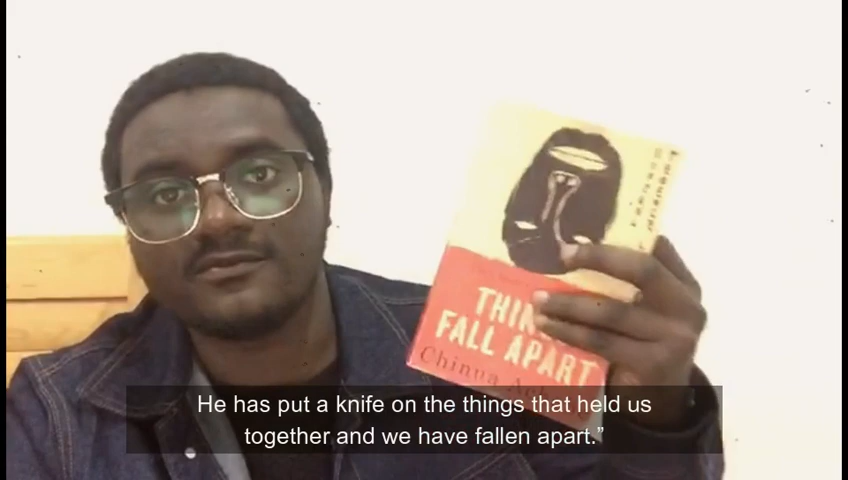 THINGS
FALL APART
Chinua
He has put a knife on the things that held us
together and we have fallen apart.”